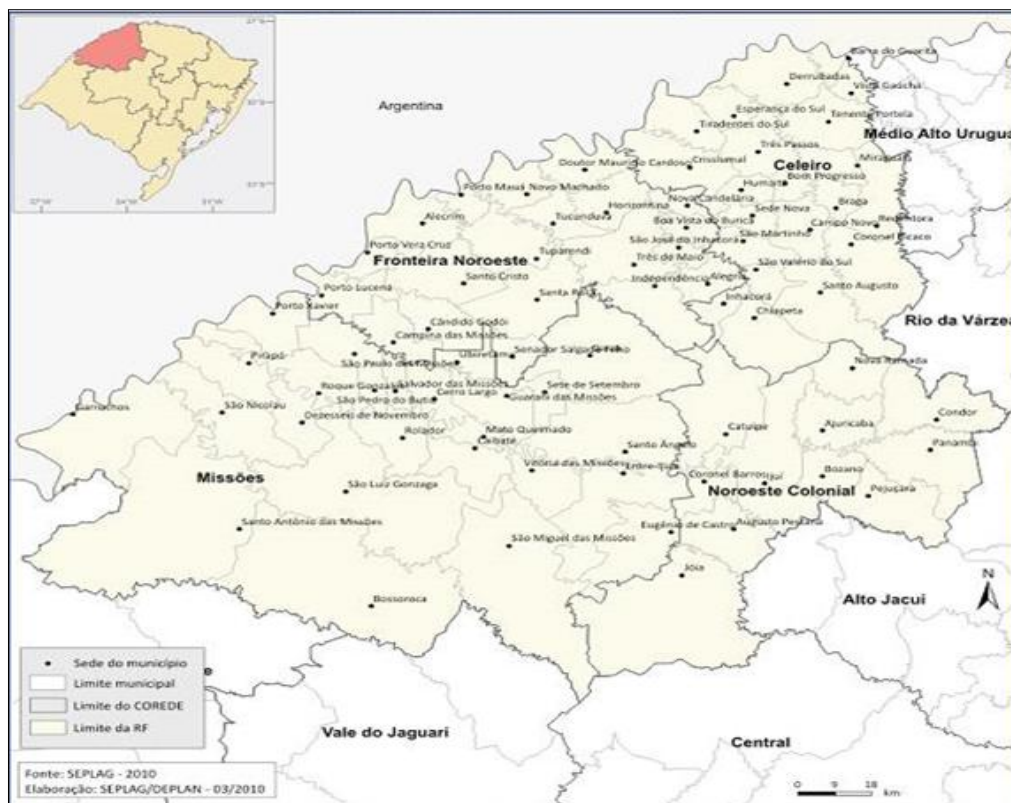 27°S
57°W
54°W
51°W
Argentina
Barra do Guarita
Derrubadas
Vista Gaúcha
Esperança do Sul
Tenente Portela
Tiradentes do Sul
Médio Alto Urugua
Três Passos
Miraguaí
Doutor Maurício Cardoso
Crissiumal
Celeiro
Bom Progresso
Humaitá
Porto Mauá
Novo Machado
Nova Candelária
Braga
Horizontina
Sede Nova
Redentora
Alecrim
Tucunduva
Boa Vista do Buricá
Campo Novo
São Martinho
Coronel Bicaco
Porto Vera Cruz
Tuparendi
São José do Inhacorá
Fronteira Noroeste
Três de Maio
São Valério do Sul
Santo Cristo
Independência
Alegria
Santo Augusto
Porto Lucena
Santa Rosa
Inhacorá
Porto Xavier
Chiapeta
Rio da Várzea
Cândido Godói
Campina das Missões
Senador Salgado Filho
Pirapó
São Paulo das Missões
Ubiretama
Nova Ramada
Roque Gonzales
Salvador das Missões
Sete de Setembro
São Pedro do Butiá
Cerro Largo
Guarani das Missões
Garruchos
São Nicolau
Dezesseis de Novembro
Condor
Rolador
Mato Queimado
Catuípe
Ajuricaba
Caibaté
Santo Ângelo
Panambi
Vitória das Missões
Entre-Ijuís
Missões
Coronel Barros
Ijuí
Bozano
São Luiz Gonzaga
Noroeste Colonial
Pejuçara
Santo Antônio das Missões
Eugênio de Castro
Augusto Pestana
São Miguel das Missões
Jóia
N
Bossoroca
Alto Jacui
Sede do município
Limite municipal
e
Limite do COREDE
Limite da RF
Vale do Jaguari
Central
Fonte: SEPLAG - 2010
Elaboração: SEPLAG/DEPLAN - 03/2010
0 9 18 km